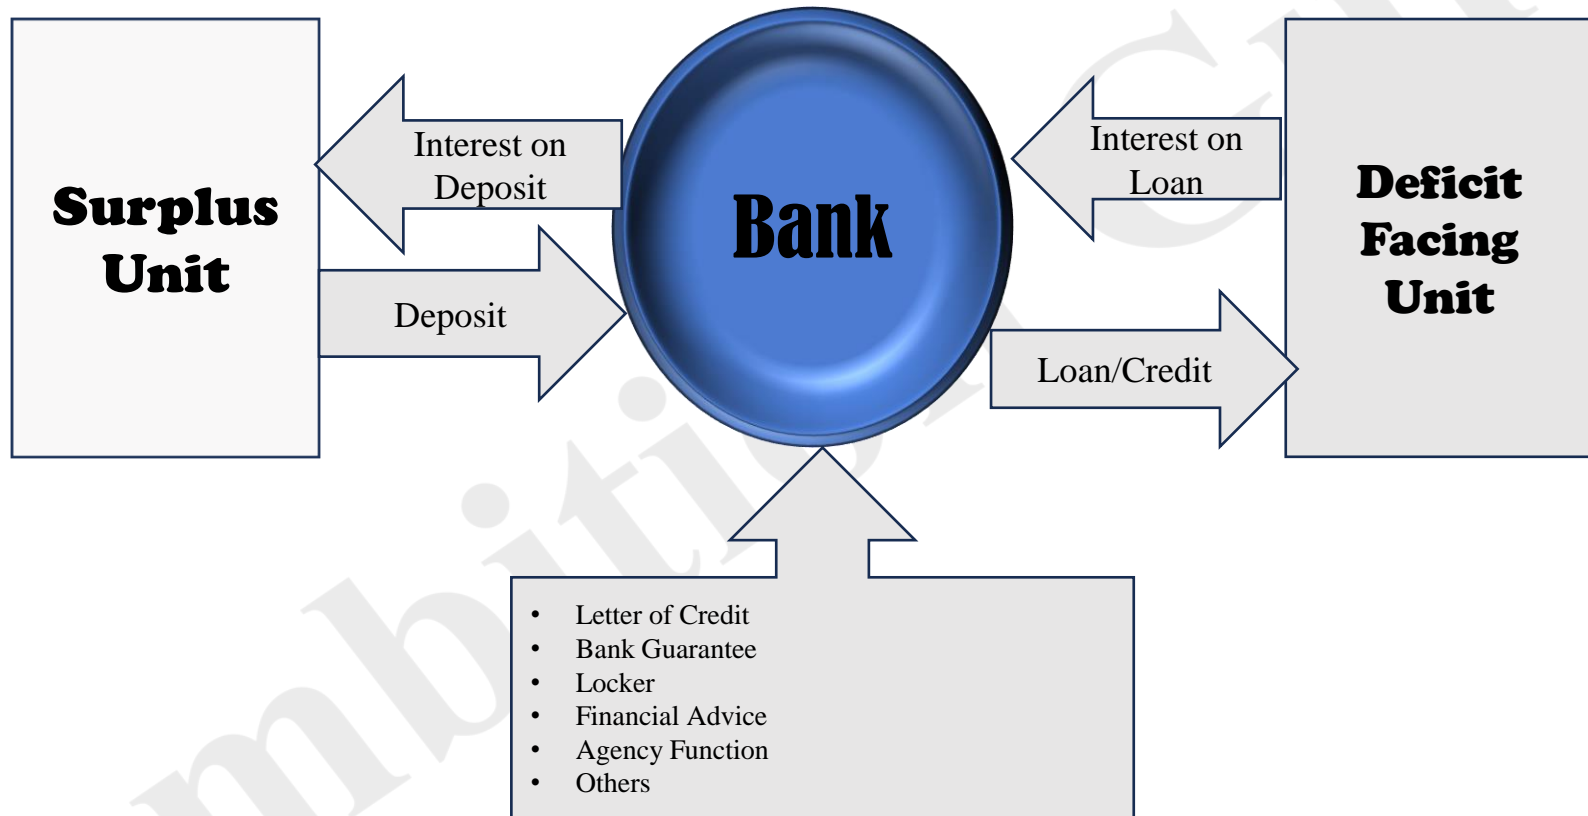 Surplus
Unit
Interest on
Deposit
Deposit
Bank
Interest on
Loan
Loan/Credit
Deficit
Facing
Unit
• Letter of Credit
• Bank Guarantee
• Locker
• Financial Advice
• Agency Function
• Others